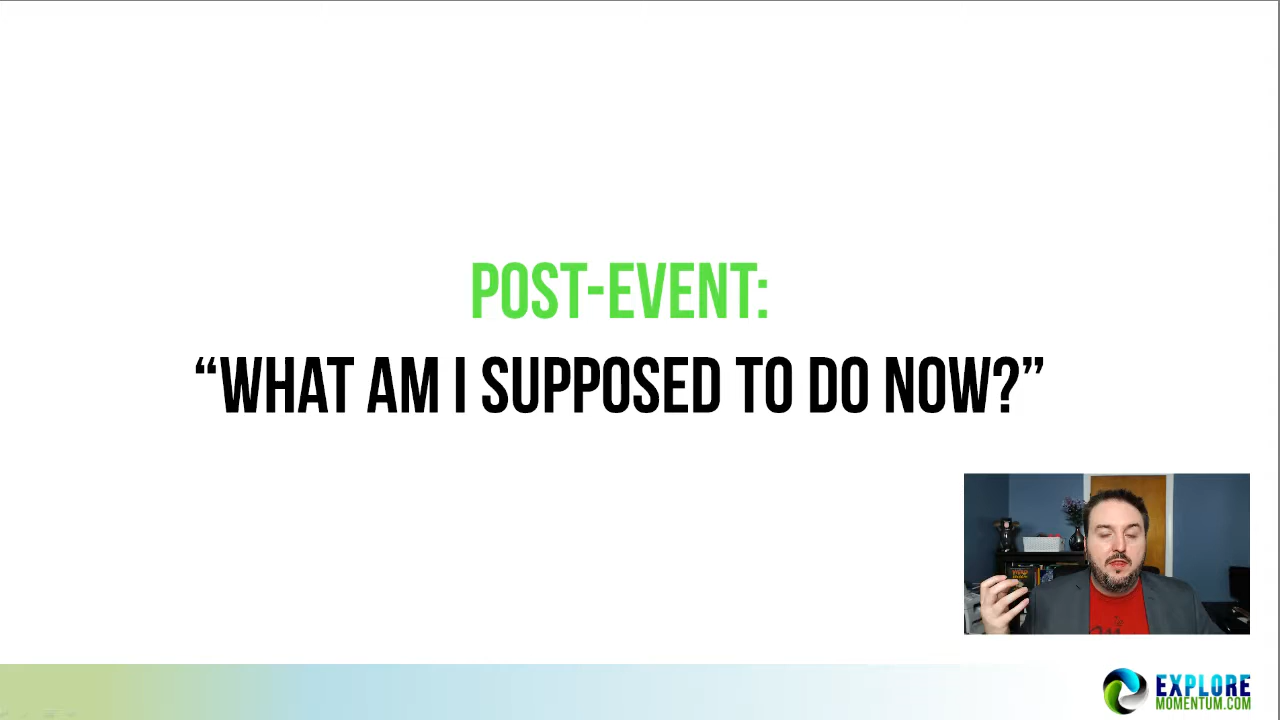 POST-EVENT:
“WHAT AM I SUPPOSED TO DO NOW?”
EXPLORE
MOMENTUM.COM